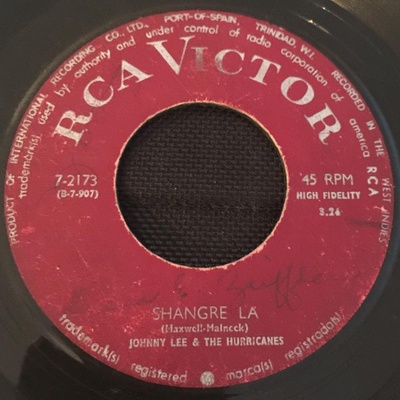 PRODUCT OF INTERNATIONAL RECORDING CO., LTD., PORT-OF-SPAIN, TRINIDAD, W.I.
trademark(s) used by authority and under control of radio corporation of america
RECORDED IN WEST INDIES
RCA VICTOR
RCA
7-2173
(B-7-907)
45 RPM
HIGH FIDELITY
3.26
SHANGRE LA
(Maxwell-Malneck)
JOHNNY LEE & THE HURRICANES
trademark(s) registered marca(s) registrada(s)